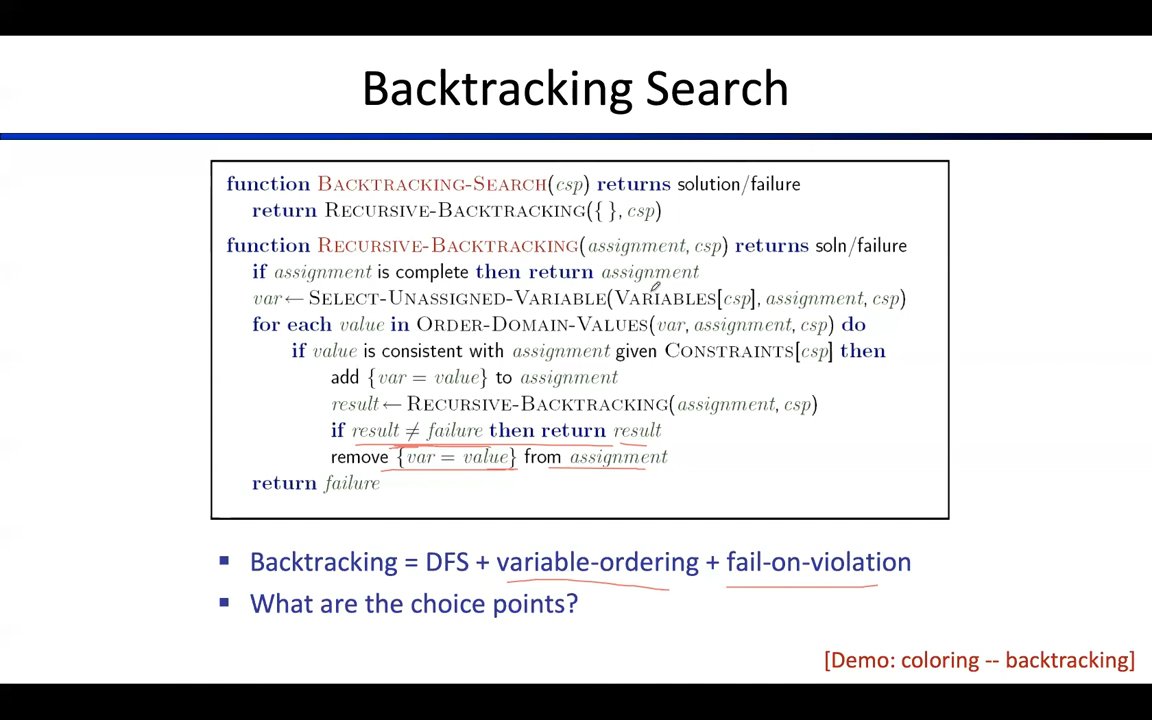 Backtracking Search
function BACKTRACKING-SEARCH(csp) returns solution/failure
return RECURSIVE-BACKTRACKING({ }, csp)
function RECURSIVE-BACKTRACKING(assignment, csp) returns soln/failure
if assignment is complete then return assignment
var ← SELECT-UNASSIGNED-VARIABLE(VARIABLES[csp], assignment, csp)
for each value in ORDER-DOMAIN-VALUES(var, assignment, csp) do
if value is consistent with assignment given CONSTRAINTS[csp] then
add {var = value} to assignment
result ← RECURSIVE-BACKTRACKING(assignment, csp)
if result ≠ failure then return result
remove {var = value} from assignment
return failure
▪ Backtracking = DFS + variable-ordering + fail-on-violation
▪ What are the choice points?
[Demo: coloring -- backtracking]